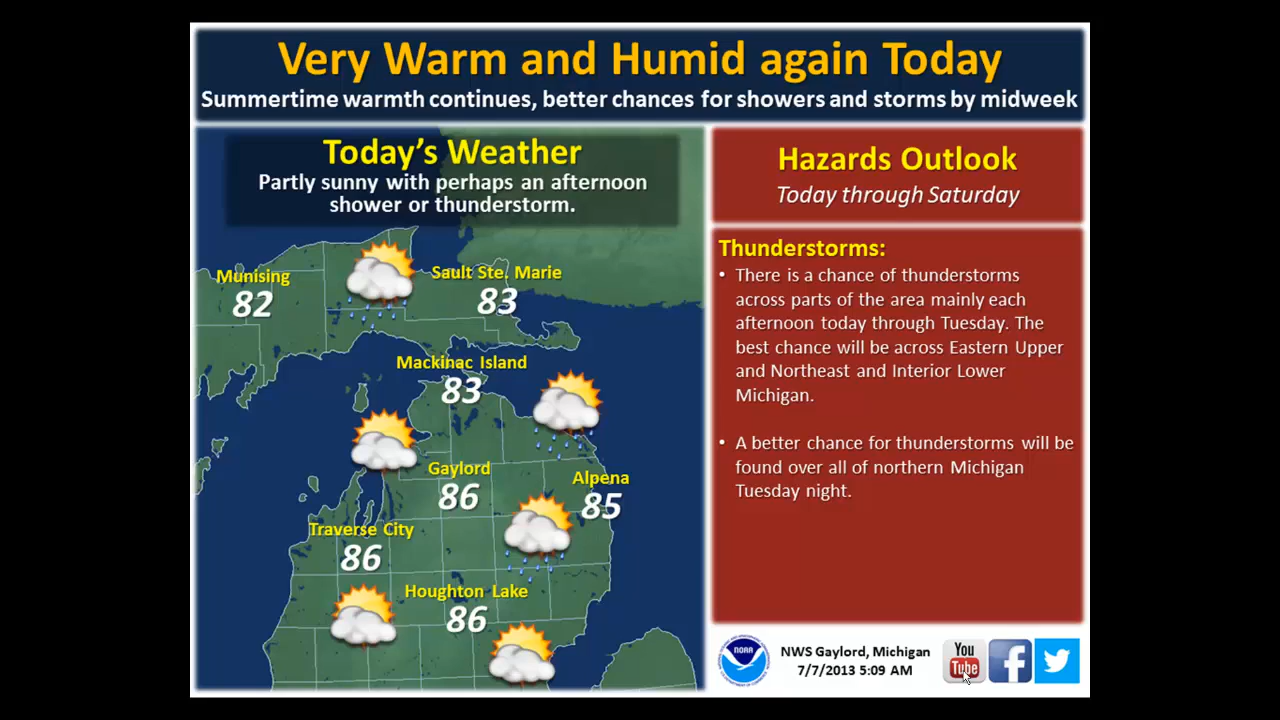 Very Warm and Humid again Today
Summertime warmth continues, better chances for showers and storms by midweek
Today's Weather
Partly sunny with perhaps an afternoon
shower or thunderstorm.
Munising
82
Sault Ste. Marie
83
Mackinac Island
83
Gaylord
86
Alpena
85
Traverse City
86
Houghton Lake
86
Hazards Outlook
Today through Saturday
Thunderstorms:
• There is a chance of thunderstorms
across parts of the area mainly each
afternoon today through Tuesday. The
best chance will be across Eastern Upper
and Northeast and Interior Lower
Michigan.
• A better chance for thunderstorms will be
found over all of northern Michigan
Tuesday night.
NOAA
NWS Gaylord, Michigan
7/7/2013 5:09 AM
You
Tube
f